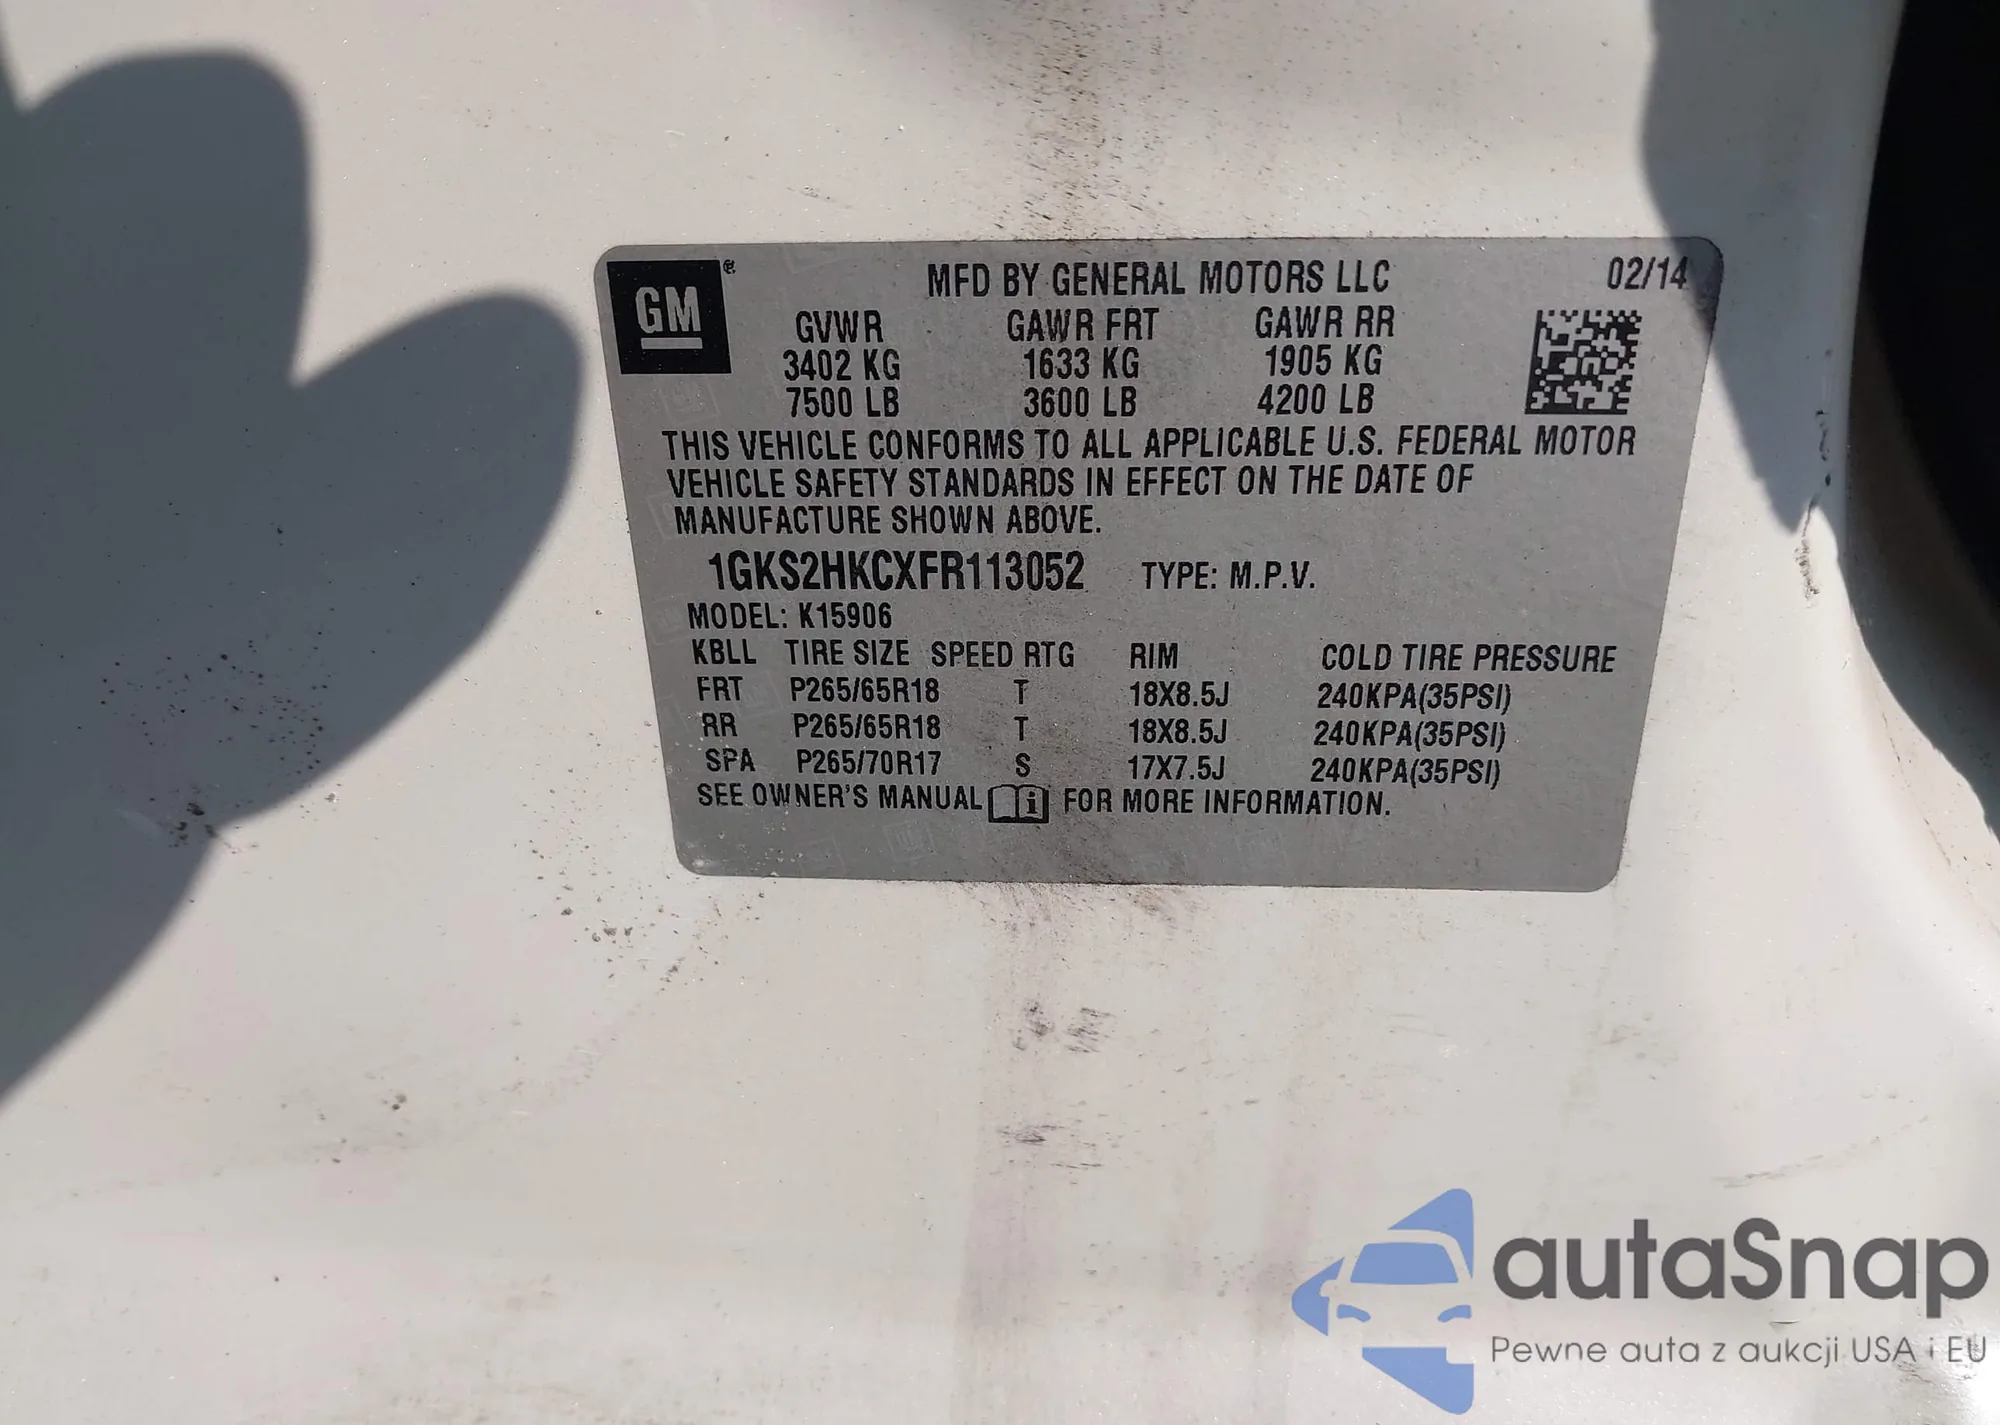 GM ®
MFD BY GENERAL MOTORS LLC 02/14
GVWR GAWR FRT GAWR RR
3402 KG 1633 KG 1905 KG
7500 LB 3600 LB 4200 LB
THIS VEHICLE CONFORMS TO ALL APPLICABLE U.S. FEDERAL MOTOR
VEHICLE SAFETY STANDARDS IN EFFECT ON THE DATE OF
MANUFACTURE SHOWN ABOVE.
1GKS2HKCXFR113052 TYPE: M.P.V.
MODEL: K15906
KBLL TIRE SIZE SPEED RTG RIM COLD TIRE PRESSURE
FRT P265/65R18 T 18X8.5J 240KPA(35PSI)
RR P265/65R18 T 18X8.5J 240KPA(35PSI)
SPA P265/70R17 S 17X7.5J 240KPA(35PSI)
SEE OWNER'S MANUAL FOR MORE INFORMATION.
autaSnap
Pewne auta z aukcji USA i EU